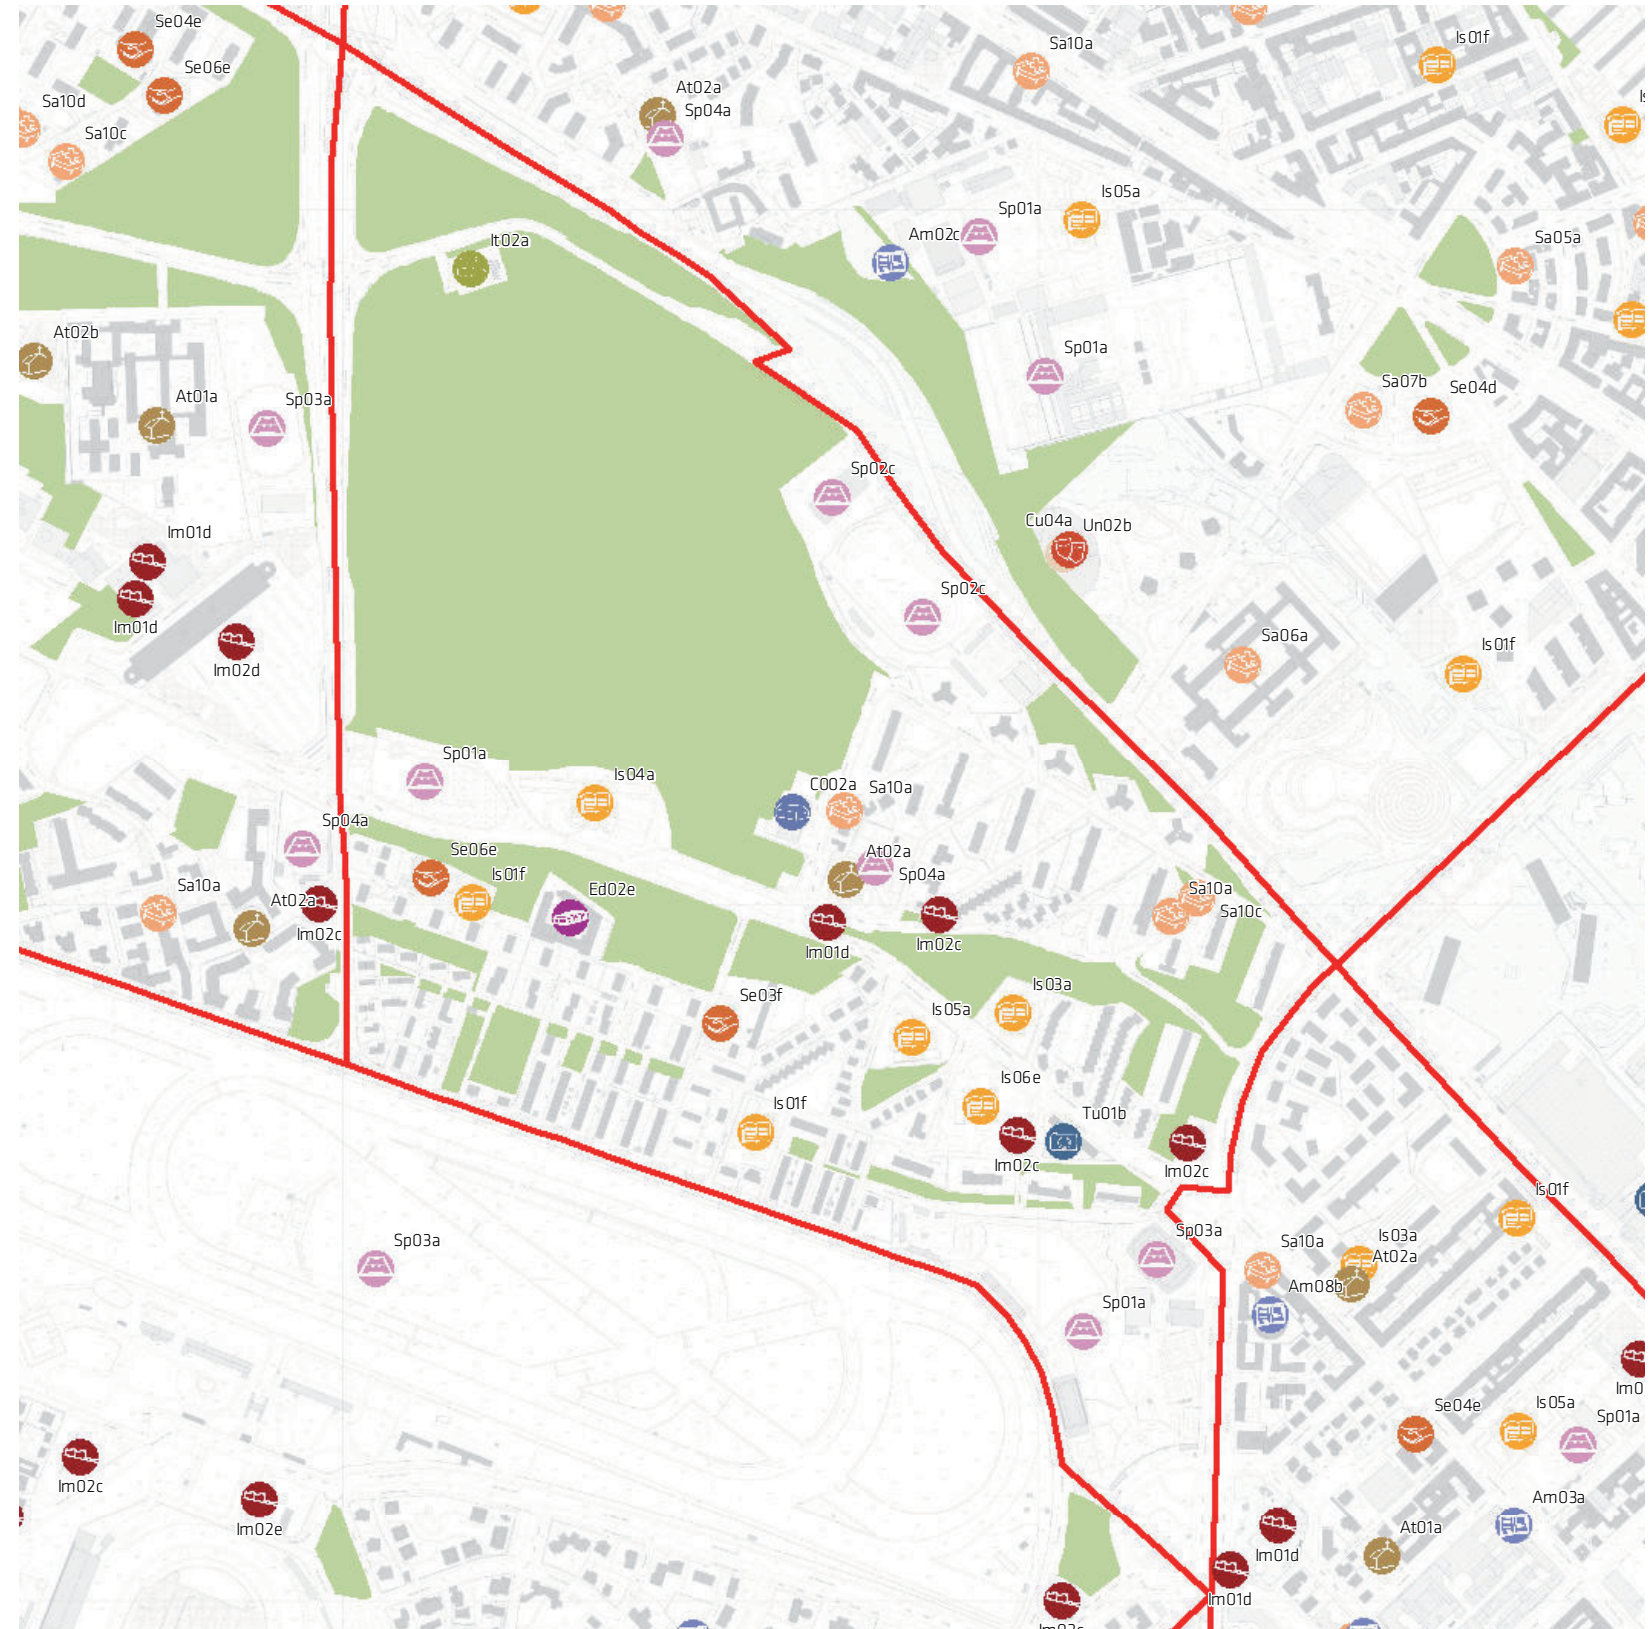 Se04e
Is01f
Sa10a
Se06e
At02a
Sa10d
Sp04a
Sa10c
Is05a
Sp01a
Am02c
It02a
Sa05a
At02b
Sp01a
Sa07b
Se04d
At01a
Sp03a
Sp02c
Cu04a
Un02b
Im01d
Sp02c
Im01d
Sa06a
Is01f
Im02d
Sp01a
Is04a
C002a
Sa10a
Sp04a
Se06e
At02a
Is01f
Sp04a
Sa10a
Ed02e
Sa10a
At02a
Sa10c
Im02c
Im02c
Im01d
Is03a
Se03f
Is05a
Is06e
Is01f
Tu01b
Im02c
Im02c
Is01f
Sp03a
Is03a
Sp03a
Sa10a
At02a
Am08b
Sp01a
Se04e
Is05a
Sp01a
Im02c
Am03a
Im02e
At01a
Im01d
Im01d